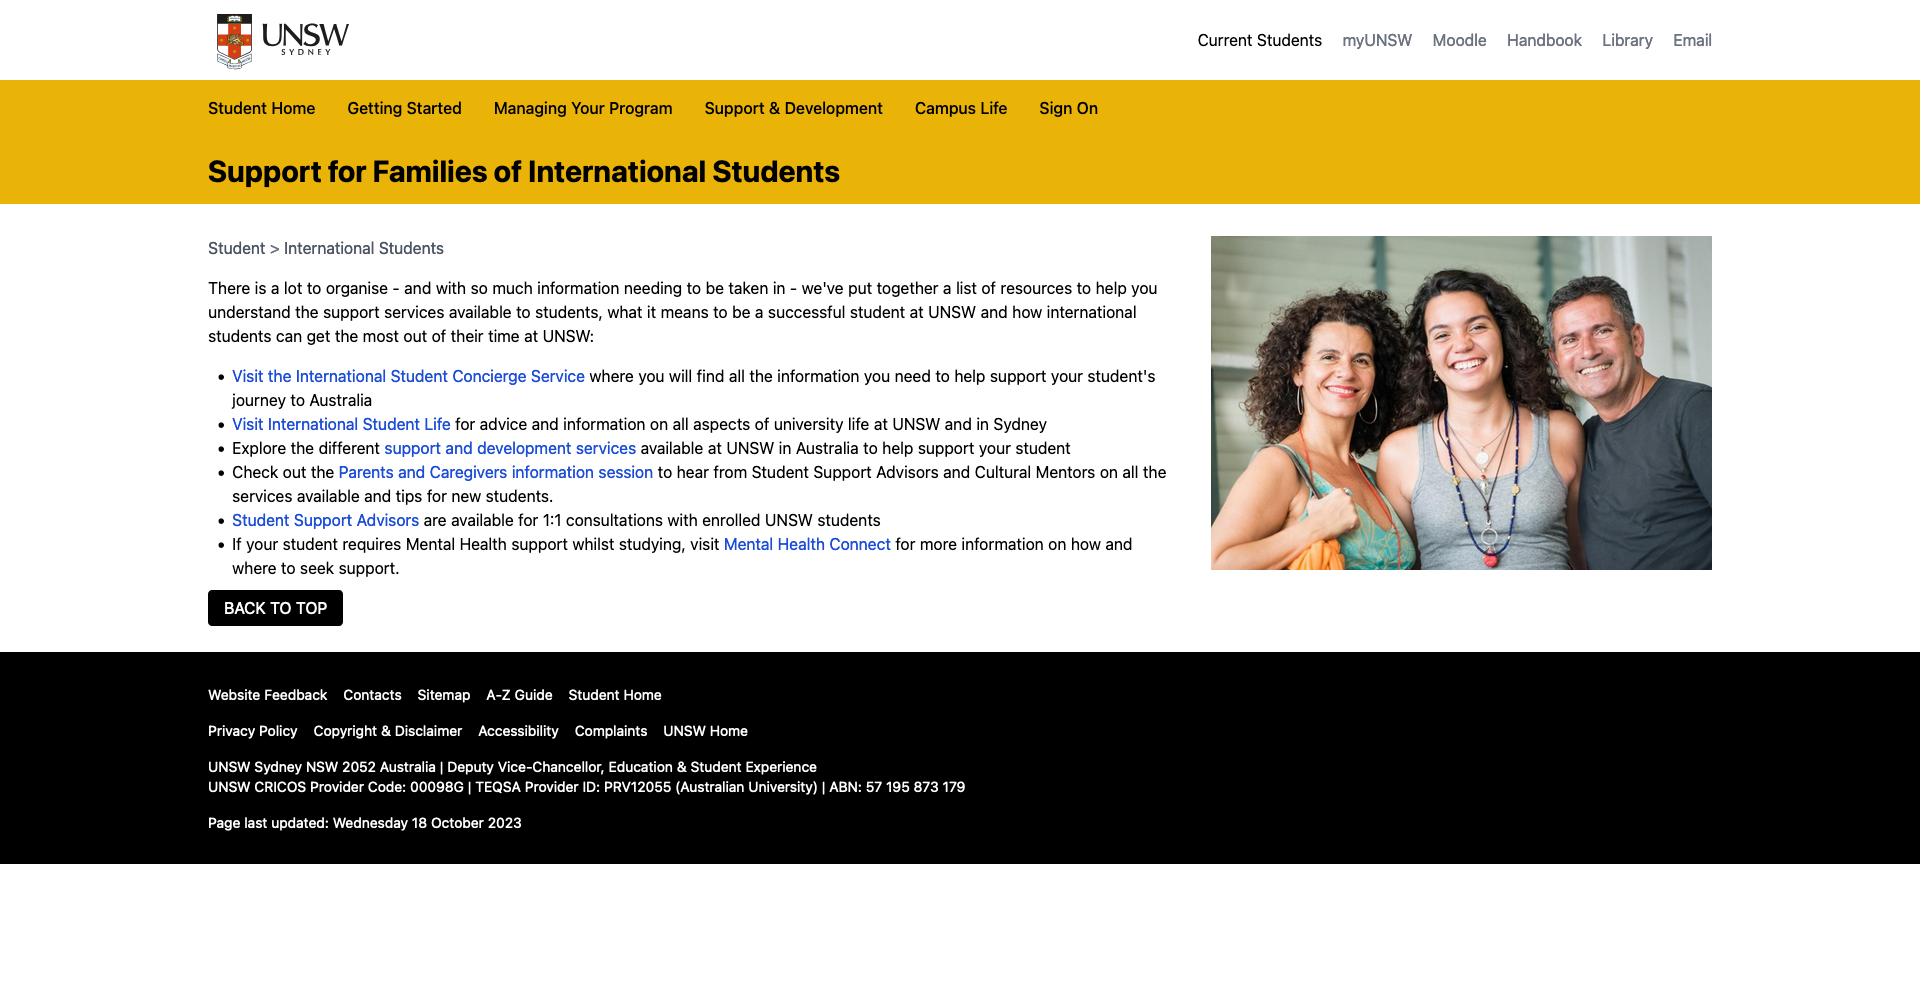 UNSW
SYDNEY
Current Students myUNSW Moodle Handbook Library Email
Student Home Getting Started Managing Your Program Support & Development Campus Life Sign On
Support for Families of International Students
Student > International Students
There is a lot to organise - and with so much information needing to be taken in - we've put together a list of resources to help you
understand the support services available to students, what it means to be a successful student at UNSW and how international
students can get the most out of their time at UNSW:
• Visit the International Student Concierge Service where you will find all the information you need to help support your student's
journey to Australia
• Visit International Student Life for advice and information on all aspects of university life at UNSW and in Sydney
• Explore the different support and development services available at UNSW in Australia to help support your student
• Check out the Parents and Caregivers information session to hear from Student Support Advisors and Cultural Mentors on all the
services available and tips for new students.
• Student Support Advisors are available for 1:1 consultations with enrolled UNSW students
• If your student requires Mental Health support whilst studying, visit Mental Health Connect for more information on how and
where to seek support.
BACK TO TOP
Website Feedback Contacts Sitemap A-Z Guide Student Home
Privacy Policy Copyright & Disclaimer Accessibility Complaints UNSW Home
UNSW Sydney NSW 2052 Australia | Deputy Vice-Chancellor, Education & Student Experience
UNSW CRICOS Provider Code: 00098G | TEQSA Provider ID: PRV12055 (Australian University) | ABN: 57 195 873 179
Page last updated: Wednesday 18 October 2023